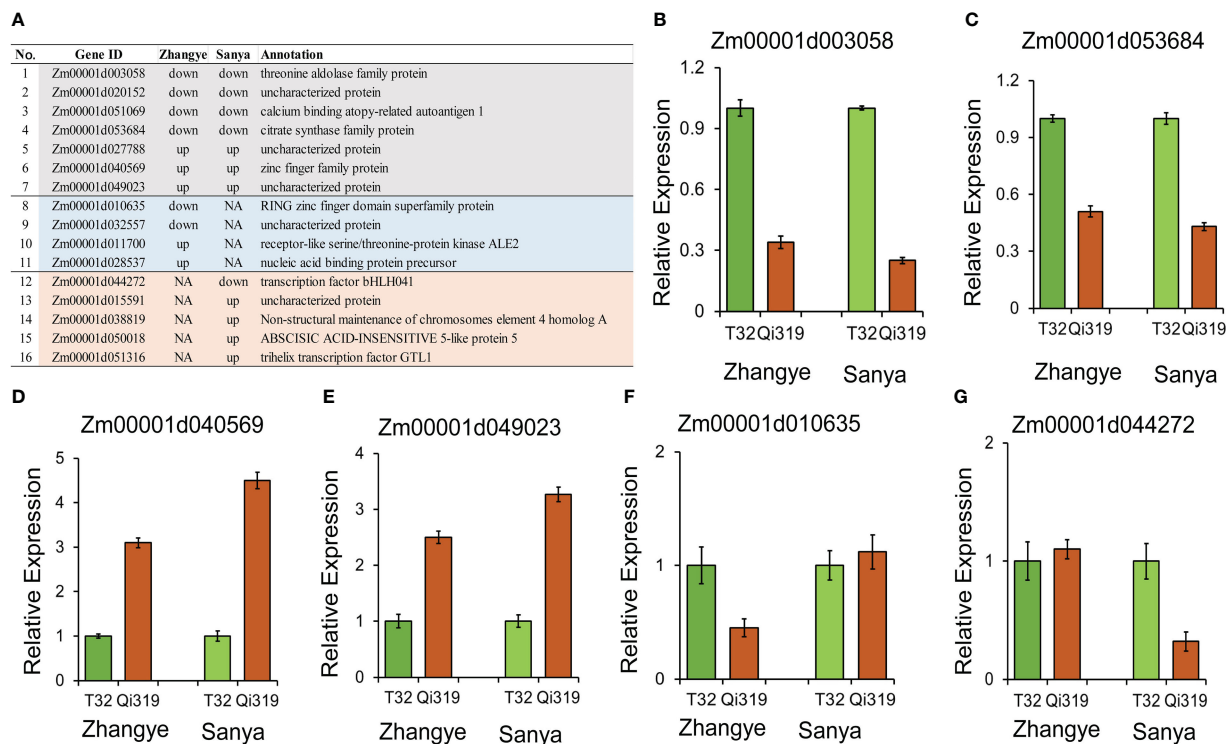 A
No. Gene ID Zhangye Sanya Annotation
1 Zm00001d003058 down down threonine aldolase family protein
2 Zm00001d020152 down down uncharacterized protein
3 Zm00001d051069 down down calcium binding atopy-related autoantigen 1
4 Zm00001d053684 down down citrate synthase family protein
5 Zm00001d027788 up up uncharacterized protein
6 Zm00001d040569 up up zinc finger family protein
7 Zm00001d049023 up up uncharacterized protein
8 Zm00001d010635 down NA RING zinc finger domain superfamily protein
9 Zm00001d032557 down NA uncharacterized protein
10 Zm00001d011700 up NA receptor-like serine/threonine-protein kinase ALE2
11 Zm00001d028537 up NA nucleic acid binding protein precursor
12 Zm00001d044272 NA down transcription factor bHLH041
13 Zm00001d015591 NA up uncharacterized protein
14 Zm00001d038819 NA up Non-structural maintenance of chromosomes element 4 homolog A
15 Zm00001d050018 NA up ABSCISIC ACID-INSENSITIVE 5-like protein 5
16 Zm00001d051316 NA up trihelix transcription factor GTL1
B
Zm00001d003058
Relative Expression
1.2
0.9
0.6
0.3
0
T32 Qi319 T32 Qi319
Zhangye Sanya
C
Zm00001d053684
Relative Expression
1.2
0.9
0.6
0.3
0
T32 Qi319 T32 Qi319
Zhangye Sanya
D
Zm00001d040569
Relative Expression
5
4
3
2
1
0
T32 Qi319 T32 Qi319
Zhangye Sanya
E
Zm00001d049023
Relative Expression
4
3
2
1
0
T32 Qi319 T32 Qi319
Zhangye Sanya
F
Zm00001d010635
Relative Expression
2
1
0
T32 Qi319 T32 Qi319
Zhangye Sanya
G
Zm00001d044272
Relative Expression
2
1
0
T32 Qi319 T32 Qi319
Zhangye Sanya